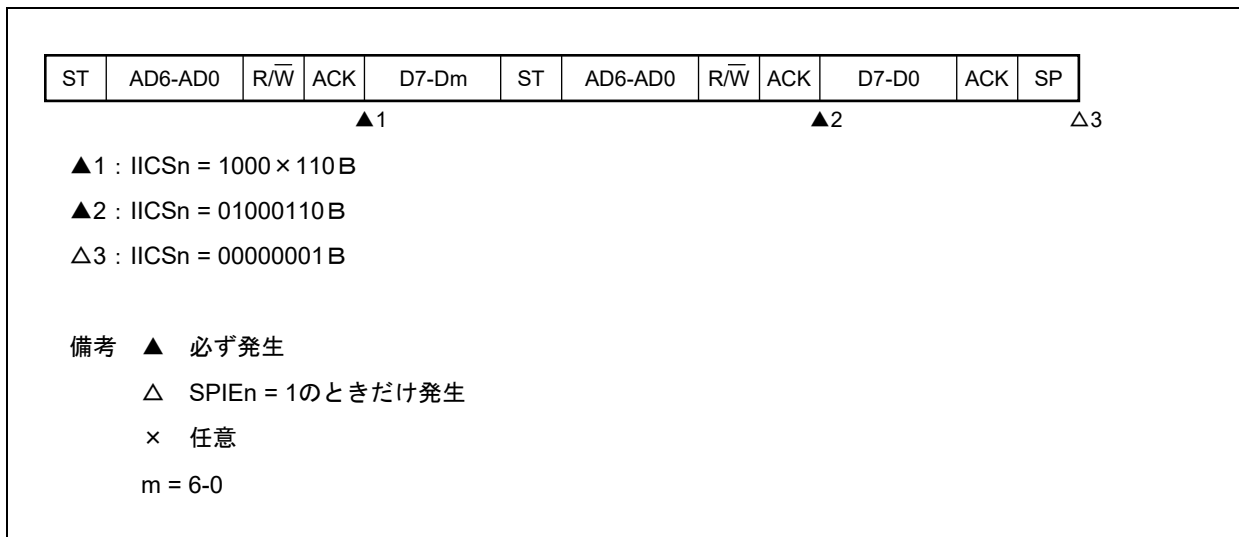 ST AD6-AD0 R/W̅ ACK D7-Dm ST AD6-AD0 R/W̅ ACK D7-D0 ACK SP
▲1 ▲2 △3
▲1：IICSn = 1000×110B
▲2：IICSn = 01000110B
△3：IICSn = 00000001B
備考 ▲ 必ず発生
△ SPIEn = 1のときだけ発生
× 任意
m = 6-0